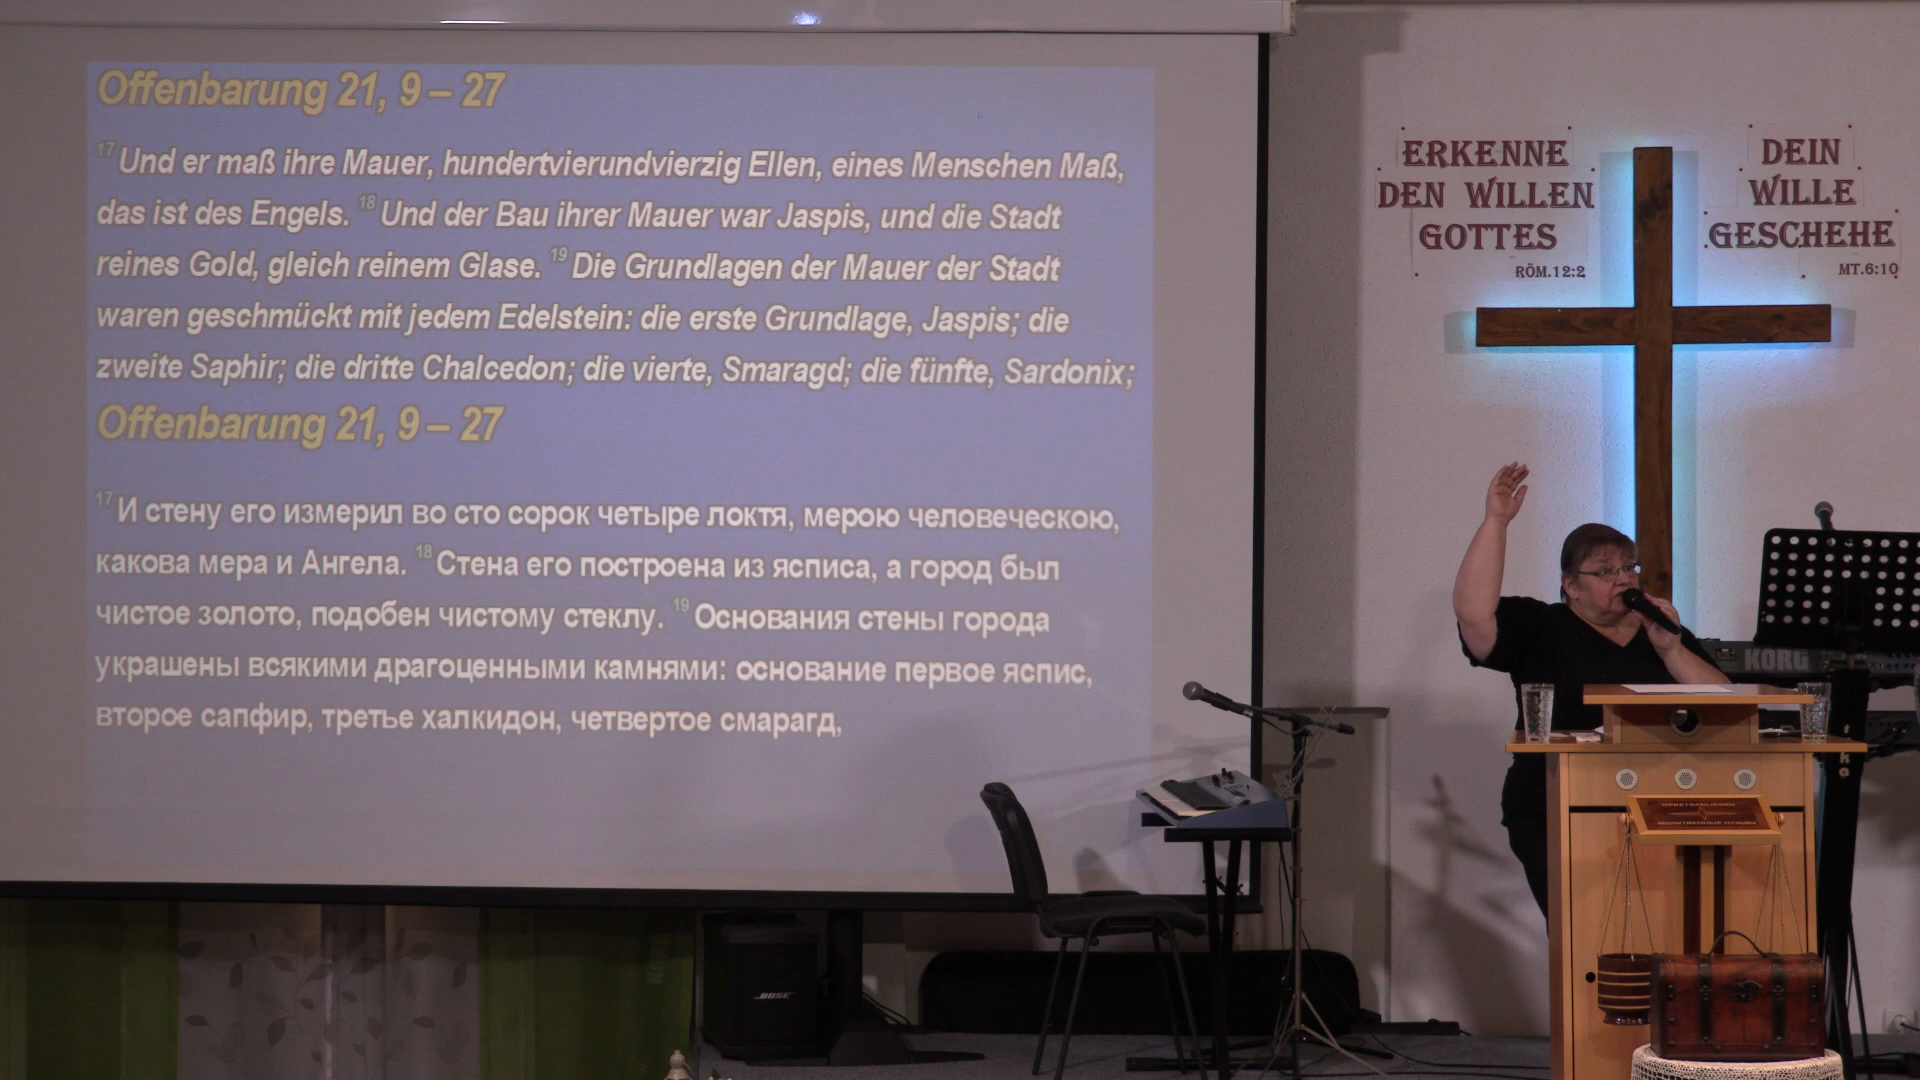 Offenbarung 21, 9 – 27
17 Und er maß ihre Mauer, hundertvierundvierzig Ellen, eines Menschen Maß,
das ist des Engels. 18 Und der Bau ihrer Mauer war Jaspis, und die Stadt
reines Gold, gleich reinem Glase. 19 Die Grundlagen der Mauer der Stadt
waren geschmückt mit jedem Edelstein: die erste Grundlage, Jaspis; die
zweite Saphir; die dritte Chalcedon; die vierte, Smaragd; die fünfte, Sardonix;
Offenbarung 21, 9 – 27
17 И стену его измерил во сто сорок четыре локтя, мерою человеческою,
какова мера и Ангела. 18 Стена его построена из ясписа, а город был
чистое золото, подобен чистому стеклу. 19 Основания стены города
украшены всякими драгоценными камнями: основание первое яспис,
второе сапфир, третье халкидон, четвертое смарагд,
ERKENNE
DEN WILLEN
GOTTES
RÖM.12:2
DEIN
WILLE
GESCHEHE
MT.6:10
KORG
GEBETSANLIEGEN
МОЛИТВЕННЫЕ НУЖДЫ
BOSE